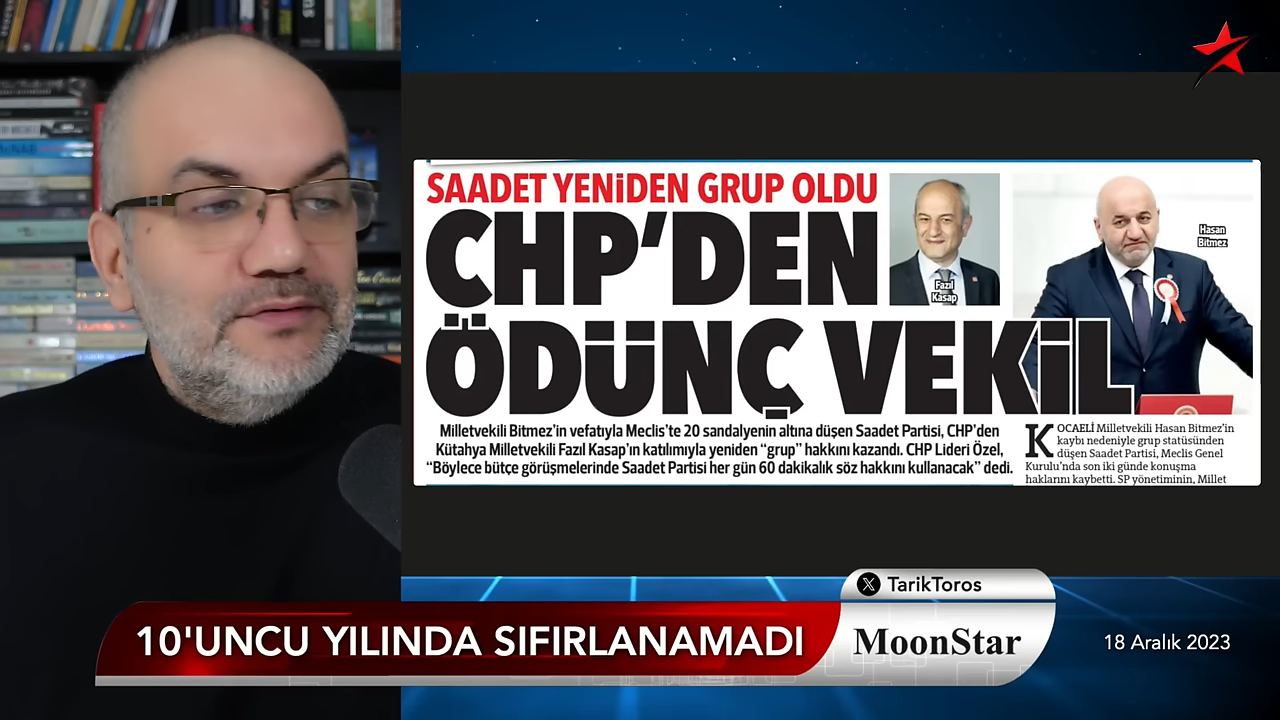 SAADET YENİDEN GRUP OLDU
CHP'DEN
ÖDÜNÇ VEKİL
Fazıl
Kasap
Hasan
Bitmez
Milletvekili Bitmez'in vefatıyla Meclis'te 20 sandalyenin altına düşen Saadet Partisi, CHP'den
Kütahya Milletvekili Fazıl Kasap'ın katılımıyla yeniden "grup" hakkını kazandı. CHP Lideri Özel,
"Böylece bütçe görüşmelerinde Saadet Partisi her gün 60 dakikalık söz hakkını kullanacak" dedi.
KOCAELİ Milletvekili Hasan Bitmez'in
kaybı nedeniyle grup statüsünden
düşen Saadet Partisi, Meclis Genel
Kurulu'nda son iki günde konuşma
haklarını kaybetti. SP yönetiminin, Millet
TarikToros
10'UNCU YILINDA SIFIRLANAMADI
MoonStar
18 Aralık 2023